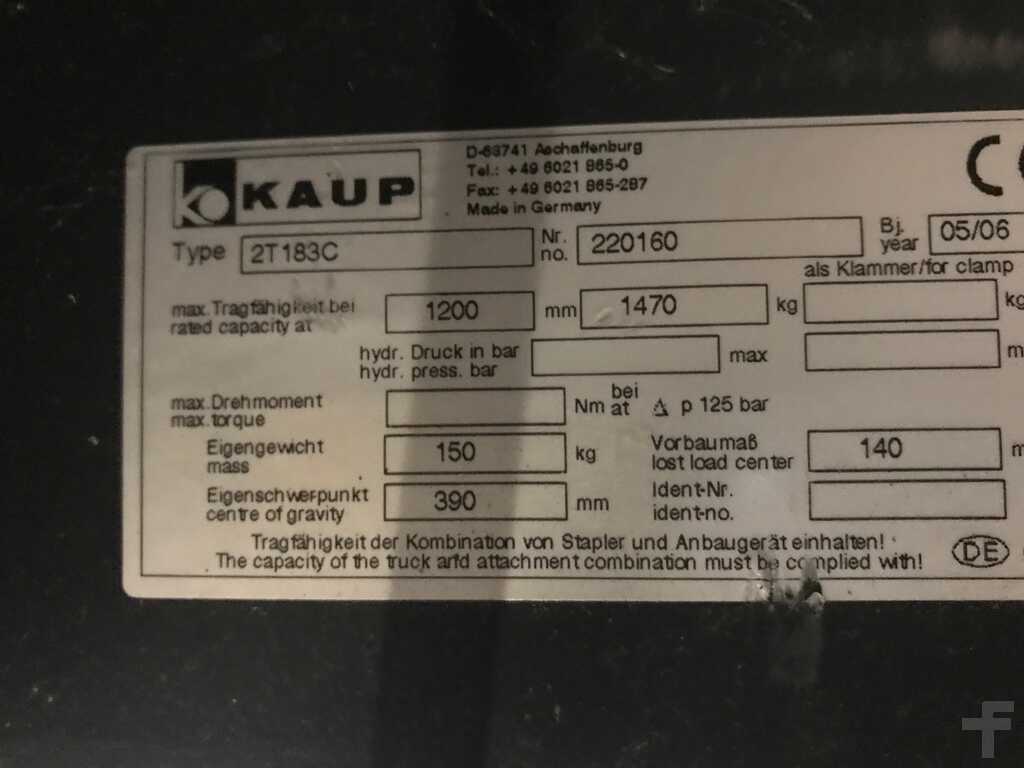 KAUP
D-63741 Aschaffenburg
Tel.: +49 6021 865-0
Fax: +49 6021 865-287
Made in Germany
CE
Type 2T183C Nr. no. 220160 Bj. year 05/06
als Klammer/for clamp
max. Tragfähigkeit bei
rated capacity at 1200 mm 1470 kg kg
hydr. Druck in bar
hydr. press. bar max
max. Drehmoment
max. torque Nm bei at Δ p 125 bar
Eigengewicht
mass 150 kg Vorbaumaß
lost load center 140
Eigenschwerpunkt
centre of gravity 390 mm Ident-Nr.
ident-no.
Tragfähigkeit der Kombination von Stapler und Anbaugerät einhalten!
The capacity of the truck and attachment combination must be complied with!
DE